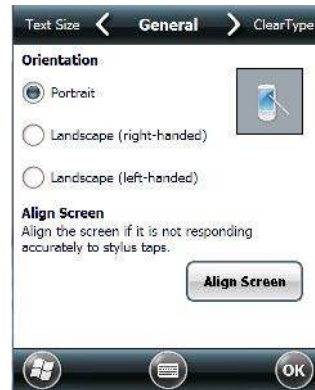 Text Size General ClearType
Orientation
Portrait
Landscape (right-handed)
Landscape (left-handed)
Align Screen
Align the screen if it is not responding
accurately to stylus taps.
Align Screen
OK